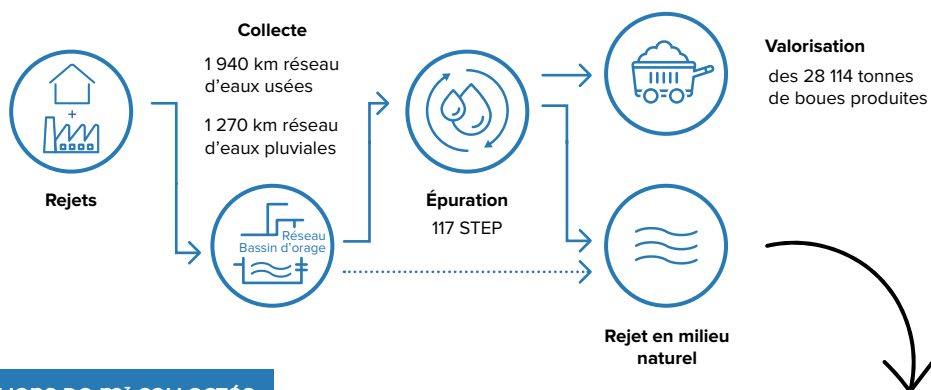 Collecte
1 940 km réseau
d'eaux usées
1 270 km réseau
d'eaux pluviales
Valorisation
des 28 114 tonnes
de boues produites
+
Rejets
Réseau
Bassin d'orage
Épuration
117 STEP
Rejet en milieu
naturel